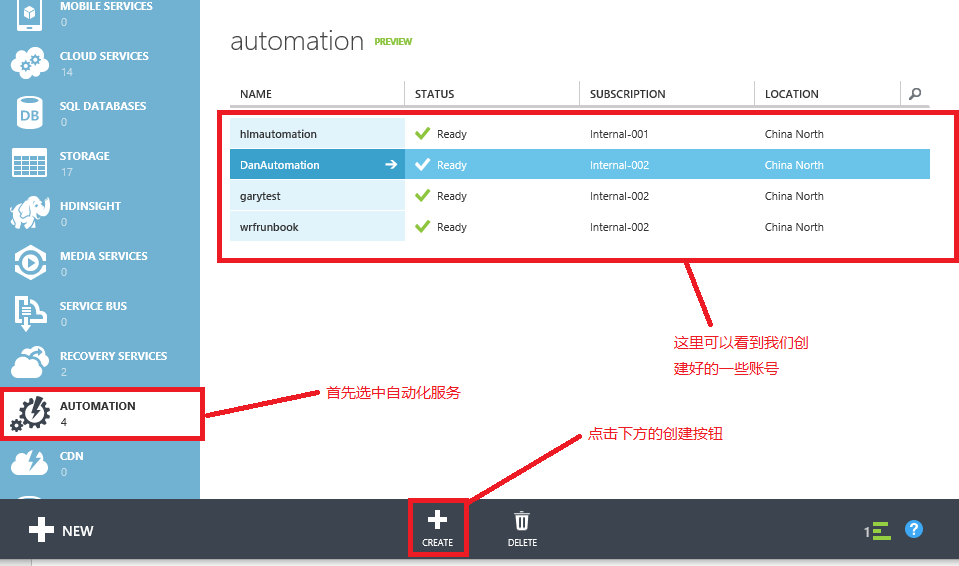 MOBILE SERVICES
0
CLOUD SERVICES
14
DB
SQL DATABASES
0
STORAGE
17
HDINSIGHT
0
MEDIA SERVICES
0
SERVICE BUS
0
RECOVERY SERVICES
2
AUTOMATION
4
CDN
0
automation PREVIEW
NAME STATUS SUBSCRIPTION LOCATION
hlmautomation Ready Internal-001 China North
DanAutomation Ready Internal-002 China North
garytest Ready Internal-002 China North
wrfrunbook Ready Internal-002 China North
这里可以看到我们创
建好的一些账号
首先选中自动化服务
点击下方的创建按钮
NEW
CREATE
DELETE
1
?